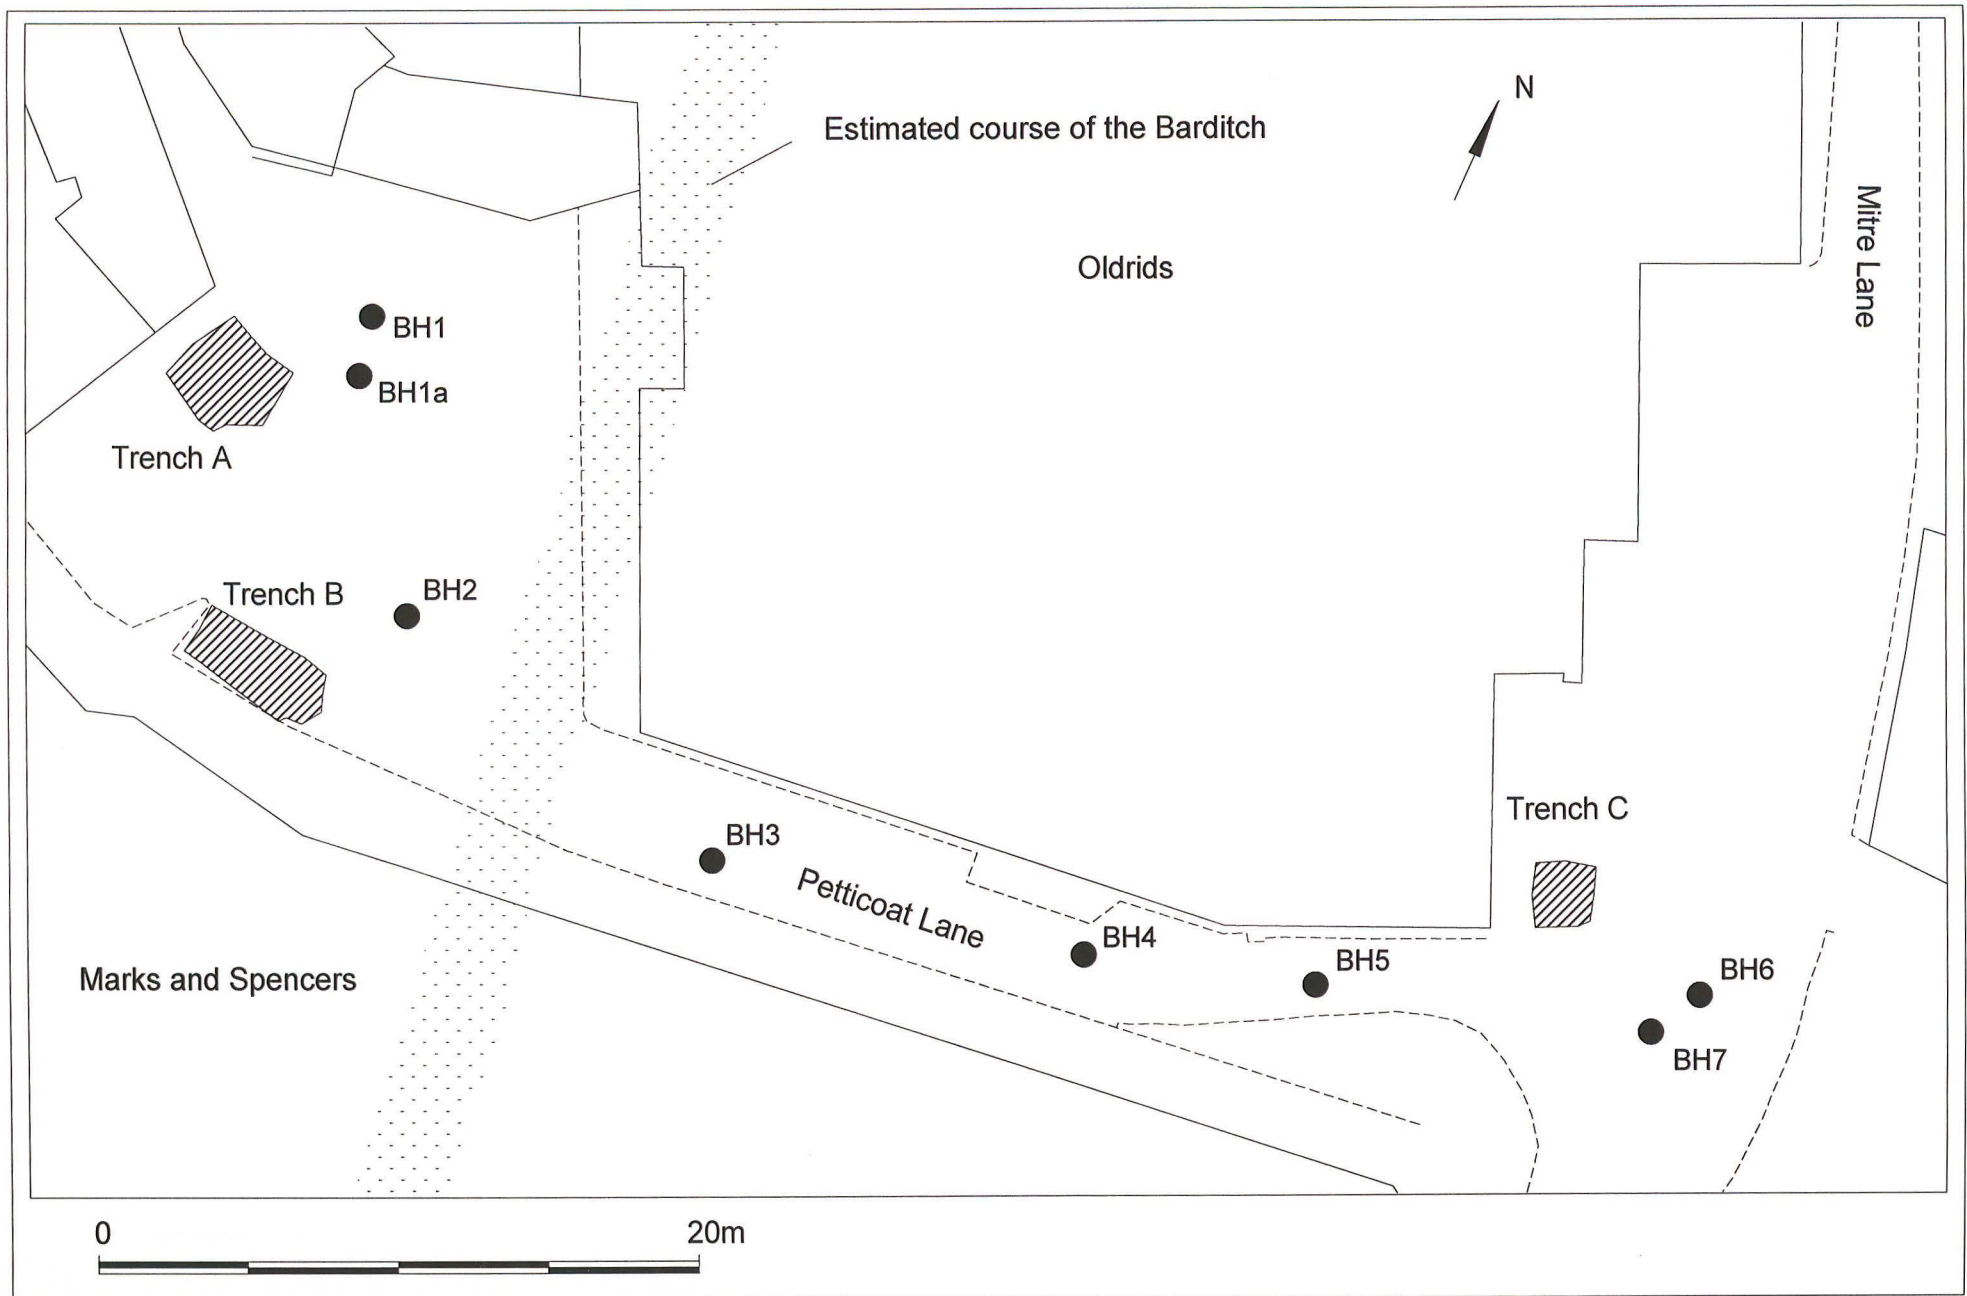 N
Estimated course of the Barditch
Mitre Lane
Oldrids
BH1
BH1a
Trench A
Trench B
BH2
Trench C
BH3
Petticoat Lane
BH4
BH5
BH6
Marks and Spencers
BH7
0
20m